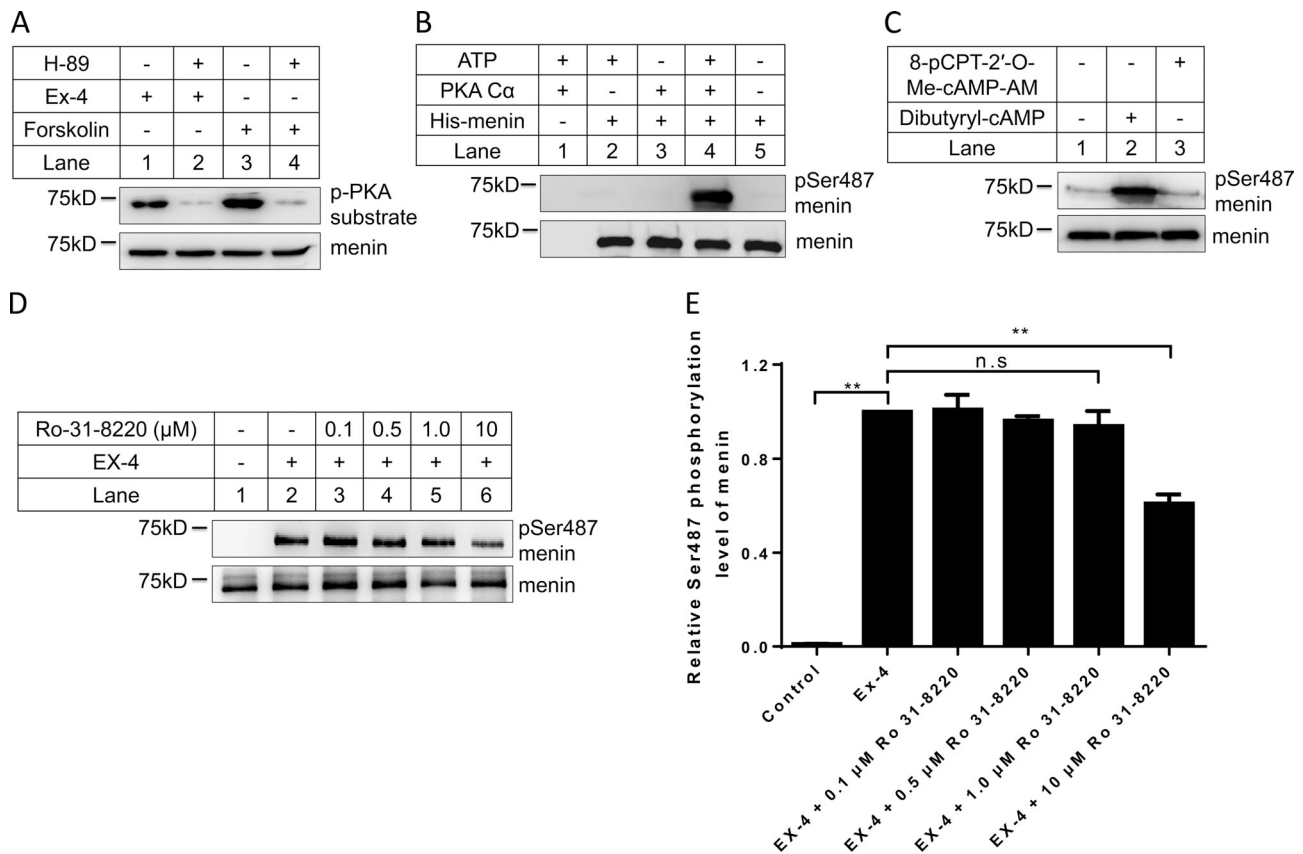 A
H-89 - + - +
Ex-4 + + - -
Forskolin - - + +
Lane 1 2 3 4
75kD p-PKA
substrate
75kD menin
B
ATP + + - + -
PKA Cα + - + + -
His-menin - + + + +
Lane 1 2 3 4 5
75kD pSer487
menin
75kD menin
C
8-pCPT-2′-O- - - +
Me-cAMP-AM
Dibutyryl-cAMP - + -
Lane 1 2 3
75kD pSer487
menin
75kD menin
D
Ro-31-8220 (µM) - - 0.1 0.5 1.0 10
EX-4 - + + + + +
Lane 1 2 3 4 5 6
75kD pSer487
menin
75kD menin
E
Relative Ser487 phosphorylation
level of menin
1.2
0.8
0.4
0.0
**
n.s
**
Control
Ex-4
EX-4 + 0.1 µM Ro 31-8220
EX-4 + 0.5 µM Ro 31-8220
EX-4 + 1.0 µM Ro 31-8220
EX-4 + 10 µM Ro 31-8220